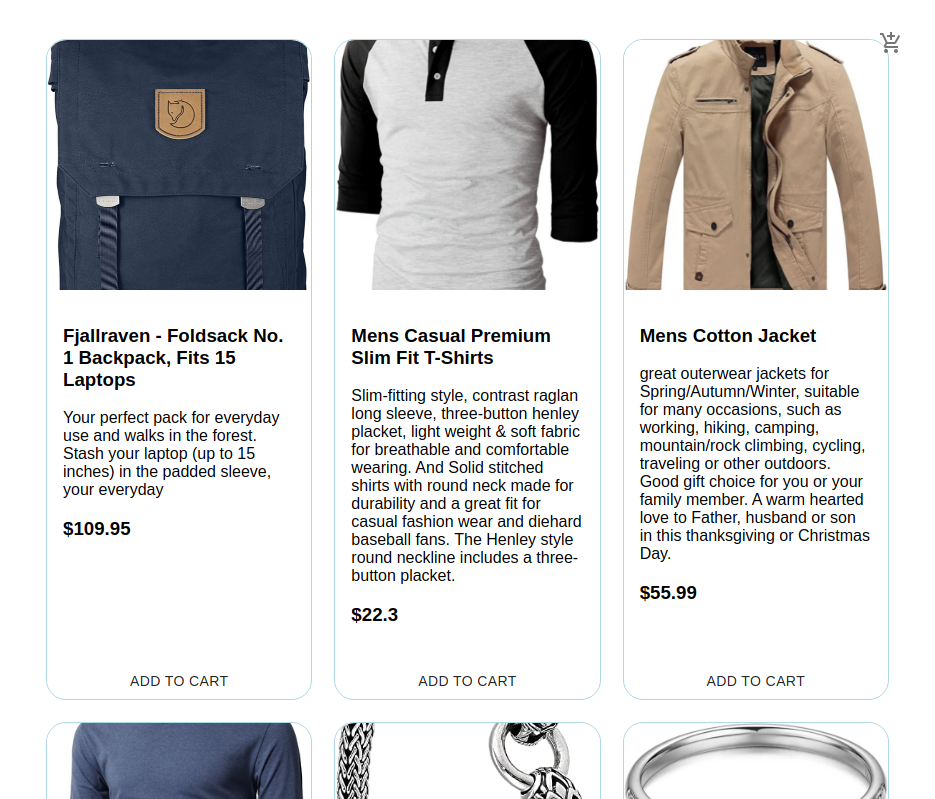 Fjallraven - Foldsack No.
1 Backpack, Fits 15
Laptops
Your perfect pack for everyday
use and walks in the forest.
Stash your laptop (up to 15
inches) in the padded sleeve,
your everyday
$109.95
ADD TO CART
Mens Casual Premium
Slim Fit T-Shirts
Slim-fitting style, contrast raglan
long sleeve, three-button henley
placket, light weight & soft fabric
for breathable and comfortable
wearing. And Solid stitched
shirts with round neck made for
durability and a great fit for
casual fashion wear and diehard
baseball fans. The Henley style
round neckline includes a three-
button placket.
$22.3
ADD TO CART
Mens Cotton Jacket
great outerwear jackets for
Spring/Autumn/Winter, suitable
for many occasions, such as
working, hiking, camping,
mountain/rock climbing, cycling,
traveling or other outdoors.
Good gift choice for you or your
family member. A warm hearted
love to Father, husband or son
in this thanksgiving or Christmas
Day.
$55.99
ADD TO CART